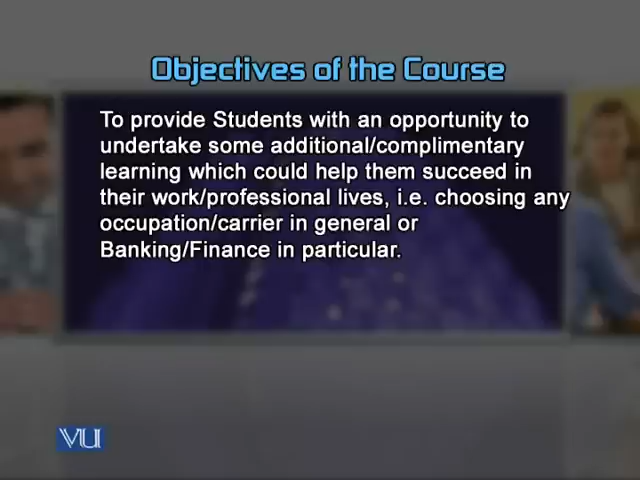 Objectives of the Course
To provide Students with an opportunity to
undertake some additional/complimentary
learning which could help them succeed in
their work/professional lives, i.e. choosing any
occupation/carrier in general or
Banking/Finance in particular.
VU